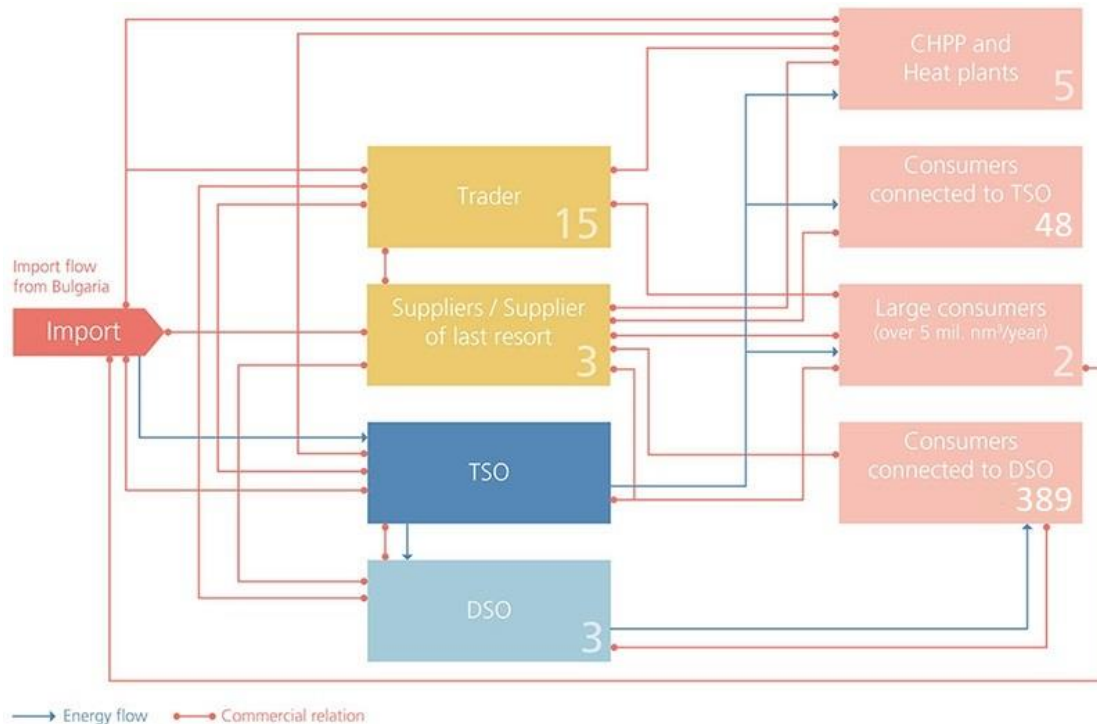 CHPP and
Heat plants
5
Trader
15
Consumers
connected to TSO
48
Import flow
from Bulgaria
Import
Suppliers / Supplier
of last resort
3
Large consumers
(over 5 mil. nm³/year)
2
TSO
Consumers
connected to DSO
389
DSO
3
Energy flow
Commercial relation